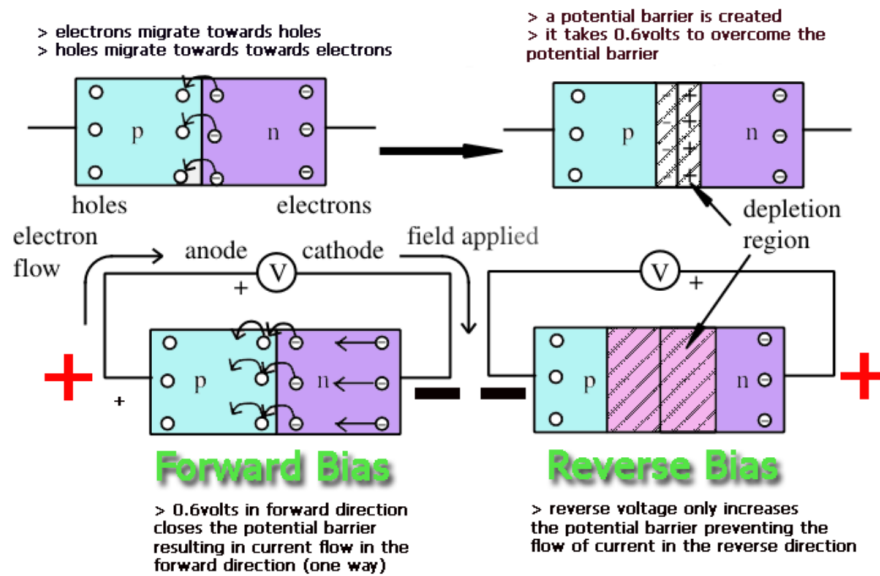 > electrons migrate towards holes
> holes migrate towards towards electrons
> a potential barrier is created
> it takes 0.6volts to overcome the
potential barrier
p
n
holes
electrons
p
n
depletion
region
electron
flow
anode
cathode
field applied
V
+
p
n
+
+
Forward Bias
V
+
p
n
+
Reverse Bias
> 0.6volts in forward direction
closes the potential barrier
resulting in current flow in the
forward direction (one way)
> reverse voltage only increases
the potential barrier preventing the
flow of current in the reverse direction